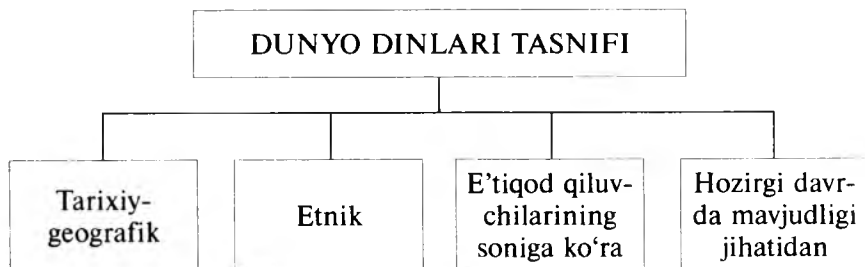 DUNYO DINLARI TASNIFI
Tarixiy-
geografik
Etnik
E'tiqod qiluv-
chilarining
soniga ko‘ra
Hozirgi davr-
da mavjudligi
jihatidan